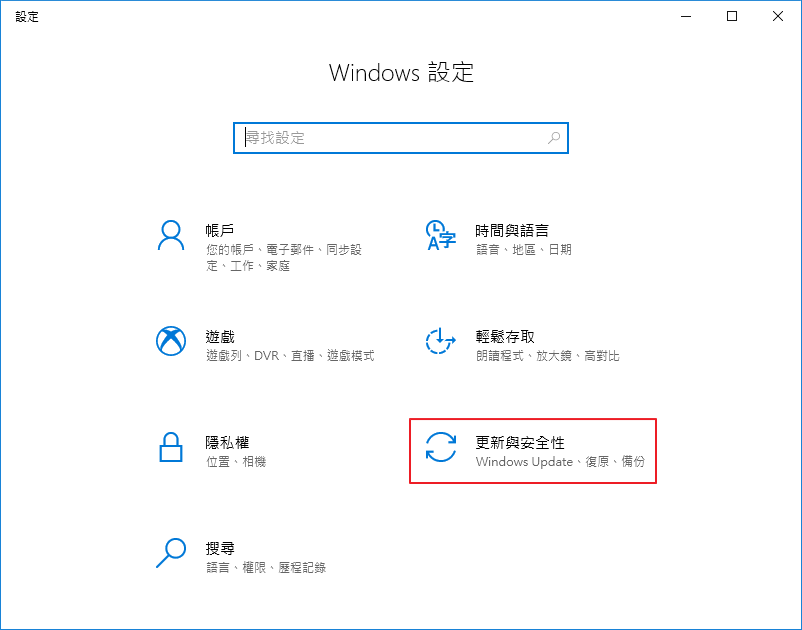 設定
Windows 設定
尋找設定
帳戶
您的帳戶、電子郵件、同步設
定、工作、家庭
時間與語言
語音、地區、日期
遊戲
遊戲列、DVR、直播、遊戲模式
輕鬆存取
朗讀程式、放大鏡、高對比
隱私權
位置、相機
更新與安全性
Windows Update、復原、備份
搜尋
語言、權限、歷程記錄